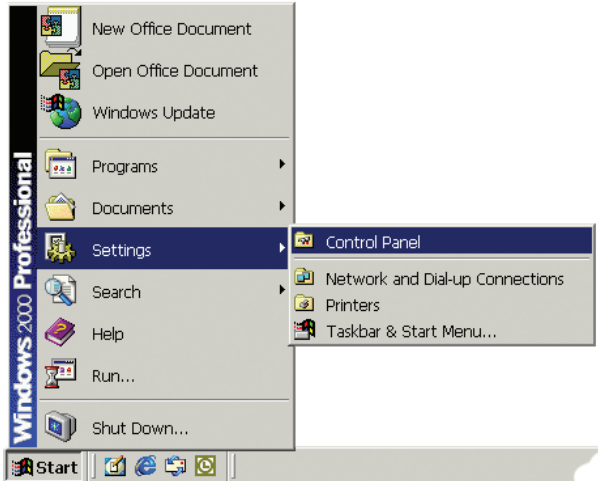 New Office Document
Open Office Document
Windows Update
Programs
Documents
Settings
Search
Help
Run...
Shut Down...
Control Panel
Network and Dial-up Connections
Printers
Taskbar & Start Menu...
Windows 2000 Professional
Start